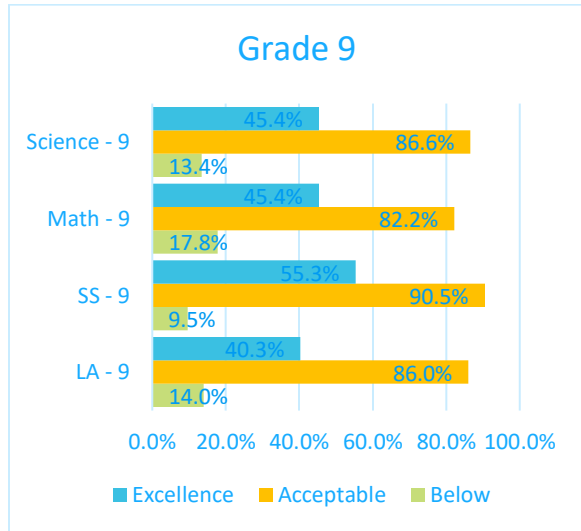 Grade 9
45.4%
Science - 9
86.6%
13.4%
45.4%
Math - 9
82.2%
17.8%
55.3%
SS - 9
90.5%
9.5%
40.3%
LA - 9
86.0%
14.0%
0.0% 20.0% 40.0% 60.0% 80.0% 100.0%
Excellence Acceptable Below